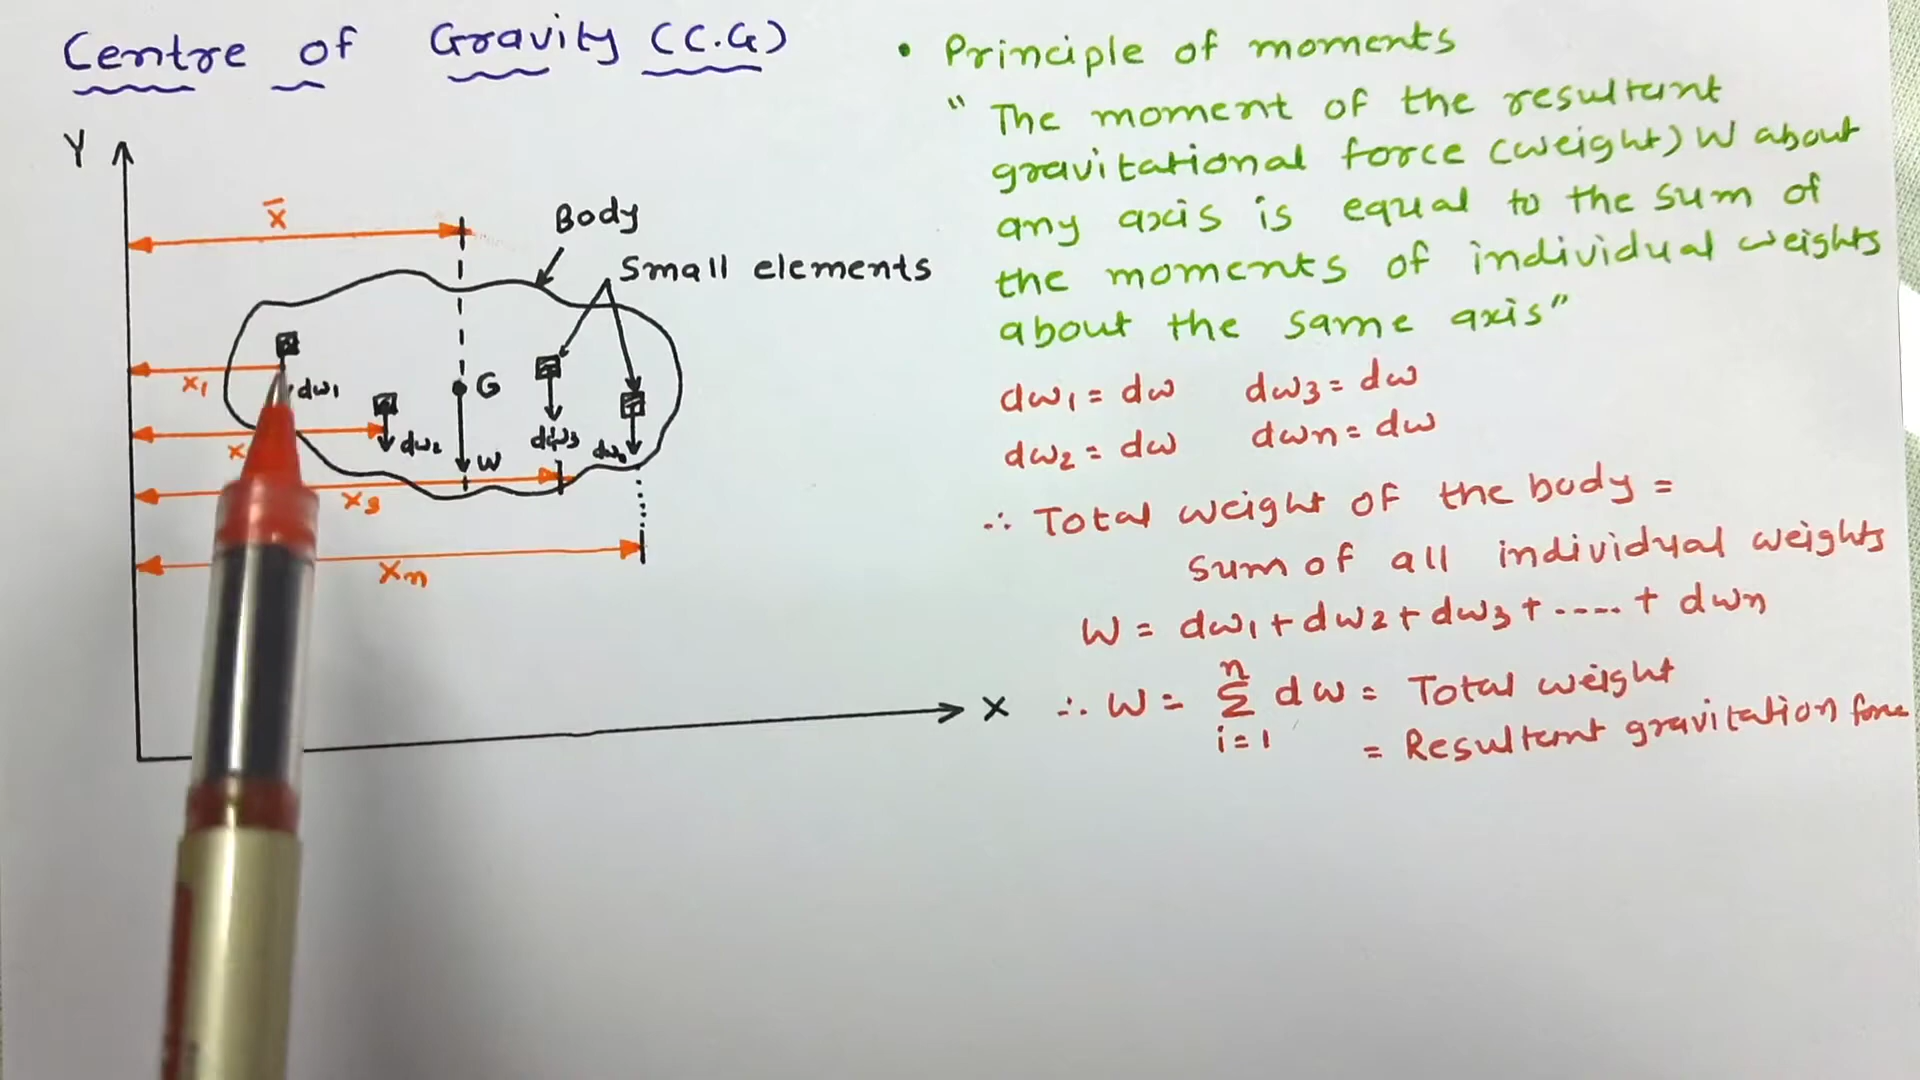 Centre of Gravity (C.G)
Y
x̄
Body
Small elements
x₁
dw₁
G
dw₂
W
dw₃
dwₙ
x
x₃
xₙ
X
• Principle of moments
"The moment of the resultant
gravitational force (weight) W about
any axis is equal to the sum of
the moments of individual weights
about the same axis"
dw₁ = dw dw₃ = dw
dw₂ = dw dwₙ = dw
∴ Total weight of the body =
Sum of all individual weights
W = dw₁ + dw₂ + dw₃ + ..... + dwₙ
n
∴ W = Σ dw = Total weight
i=1 = Resultant gravitation force